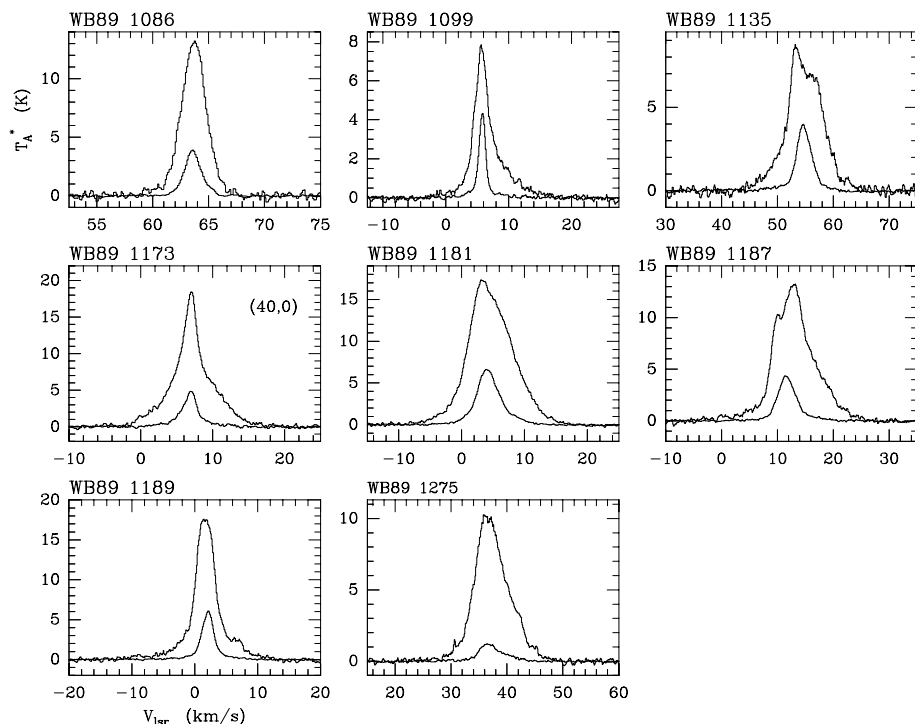 WB89 1086 WB89 1099 WB89 1135
T_A^* (K)
0 5 10
0 2 4 6 8
0 5
55 60 65 70 75
−10 0 10 20
30 40 50 60 70
WB89 1173 WB89 1181 WB89 1187
(40,0)
0 5 10 15 20
0 5 10 15
0 5 10 15
−10 0 10 20
−10 0 10 20
−10 0 10 20 30
WB89 1189 WB89 1275
0 5 10 15 20
0 5 10
−20 −10 0 10 20
20 30 40 50 60
V_lsr (km/s)